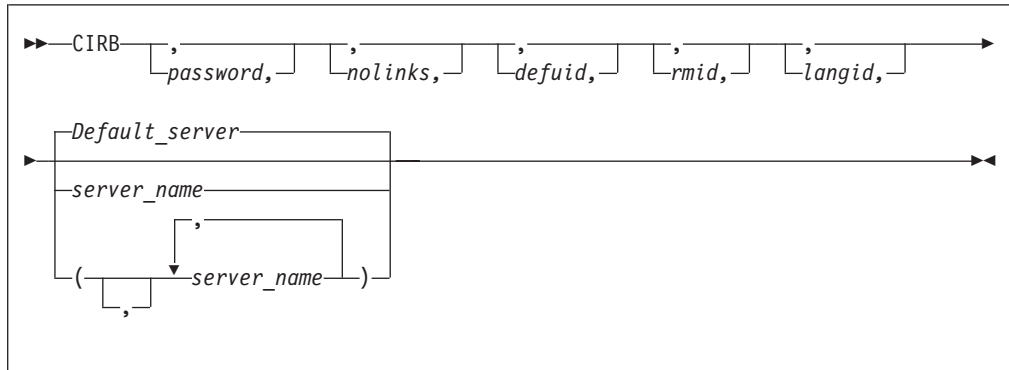 CIRB , , , , ,
password, nolinks, defuid, rmid, langid,
Default_server
server_name
,
( server_name )
,